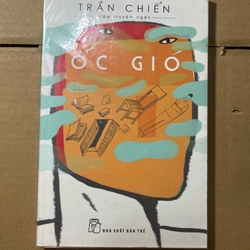 TRẦN CHIẾN
tập truyện ngắn
ỐC GIÓ
NHÀ XUẤT BẢN TRẺ